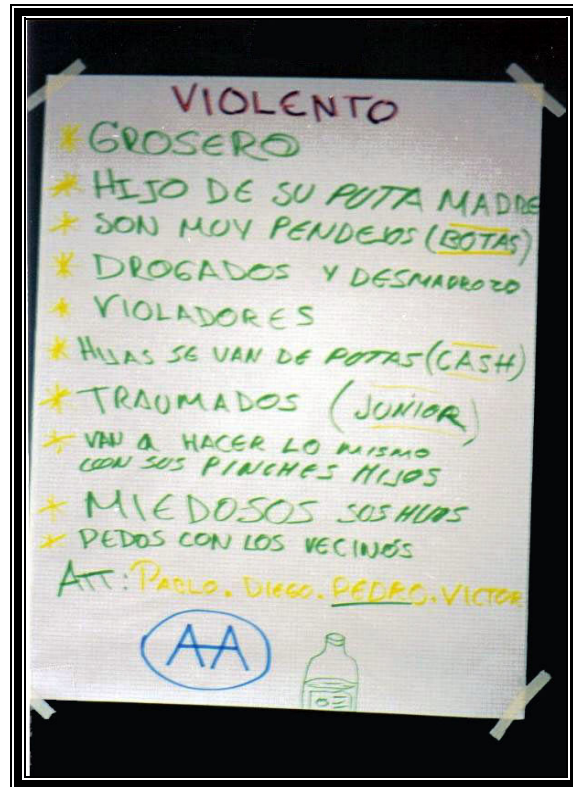 VIOLENTO
* GROSERO
* HIJO DE SU PUTA MADRE
* SON MUY PENDEJOS (BOTAS)
* DROGADOS Y DESMADROZO
* VIOLADORES
* HIJAS SE VAN DE PUTAS (CASH)
* TRAUMADOS (JUNIOR)
* VAN A HACER LO MISMO
CON SUS PINCHES HIJOS
* MIEDOSOS SUS HIJOS
* PEDOS CON LOS VECINOS
ATT: PABLO. DIEGO. PEDRO. VICTOR
AA